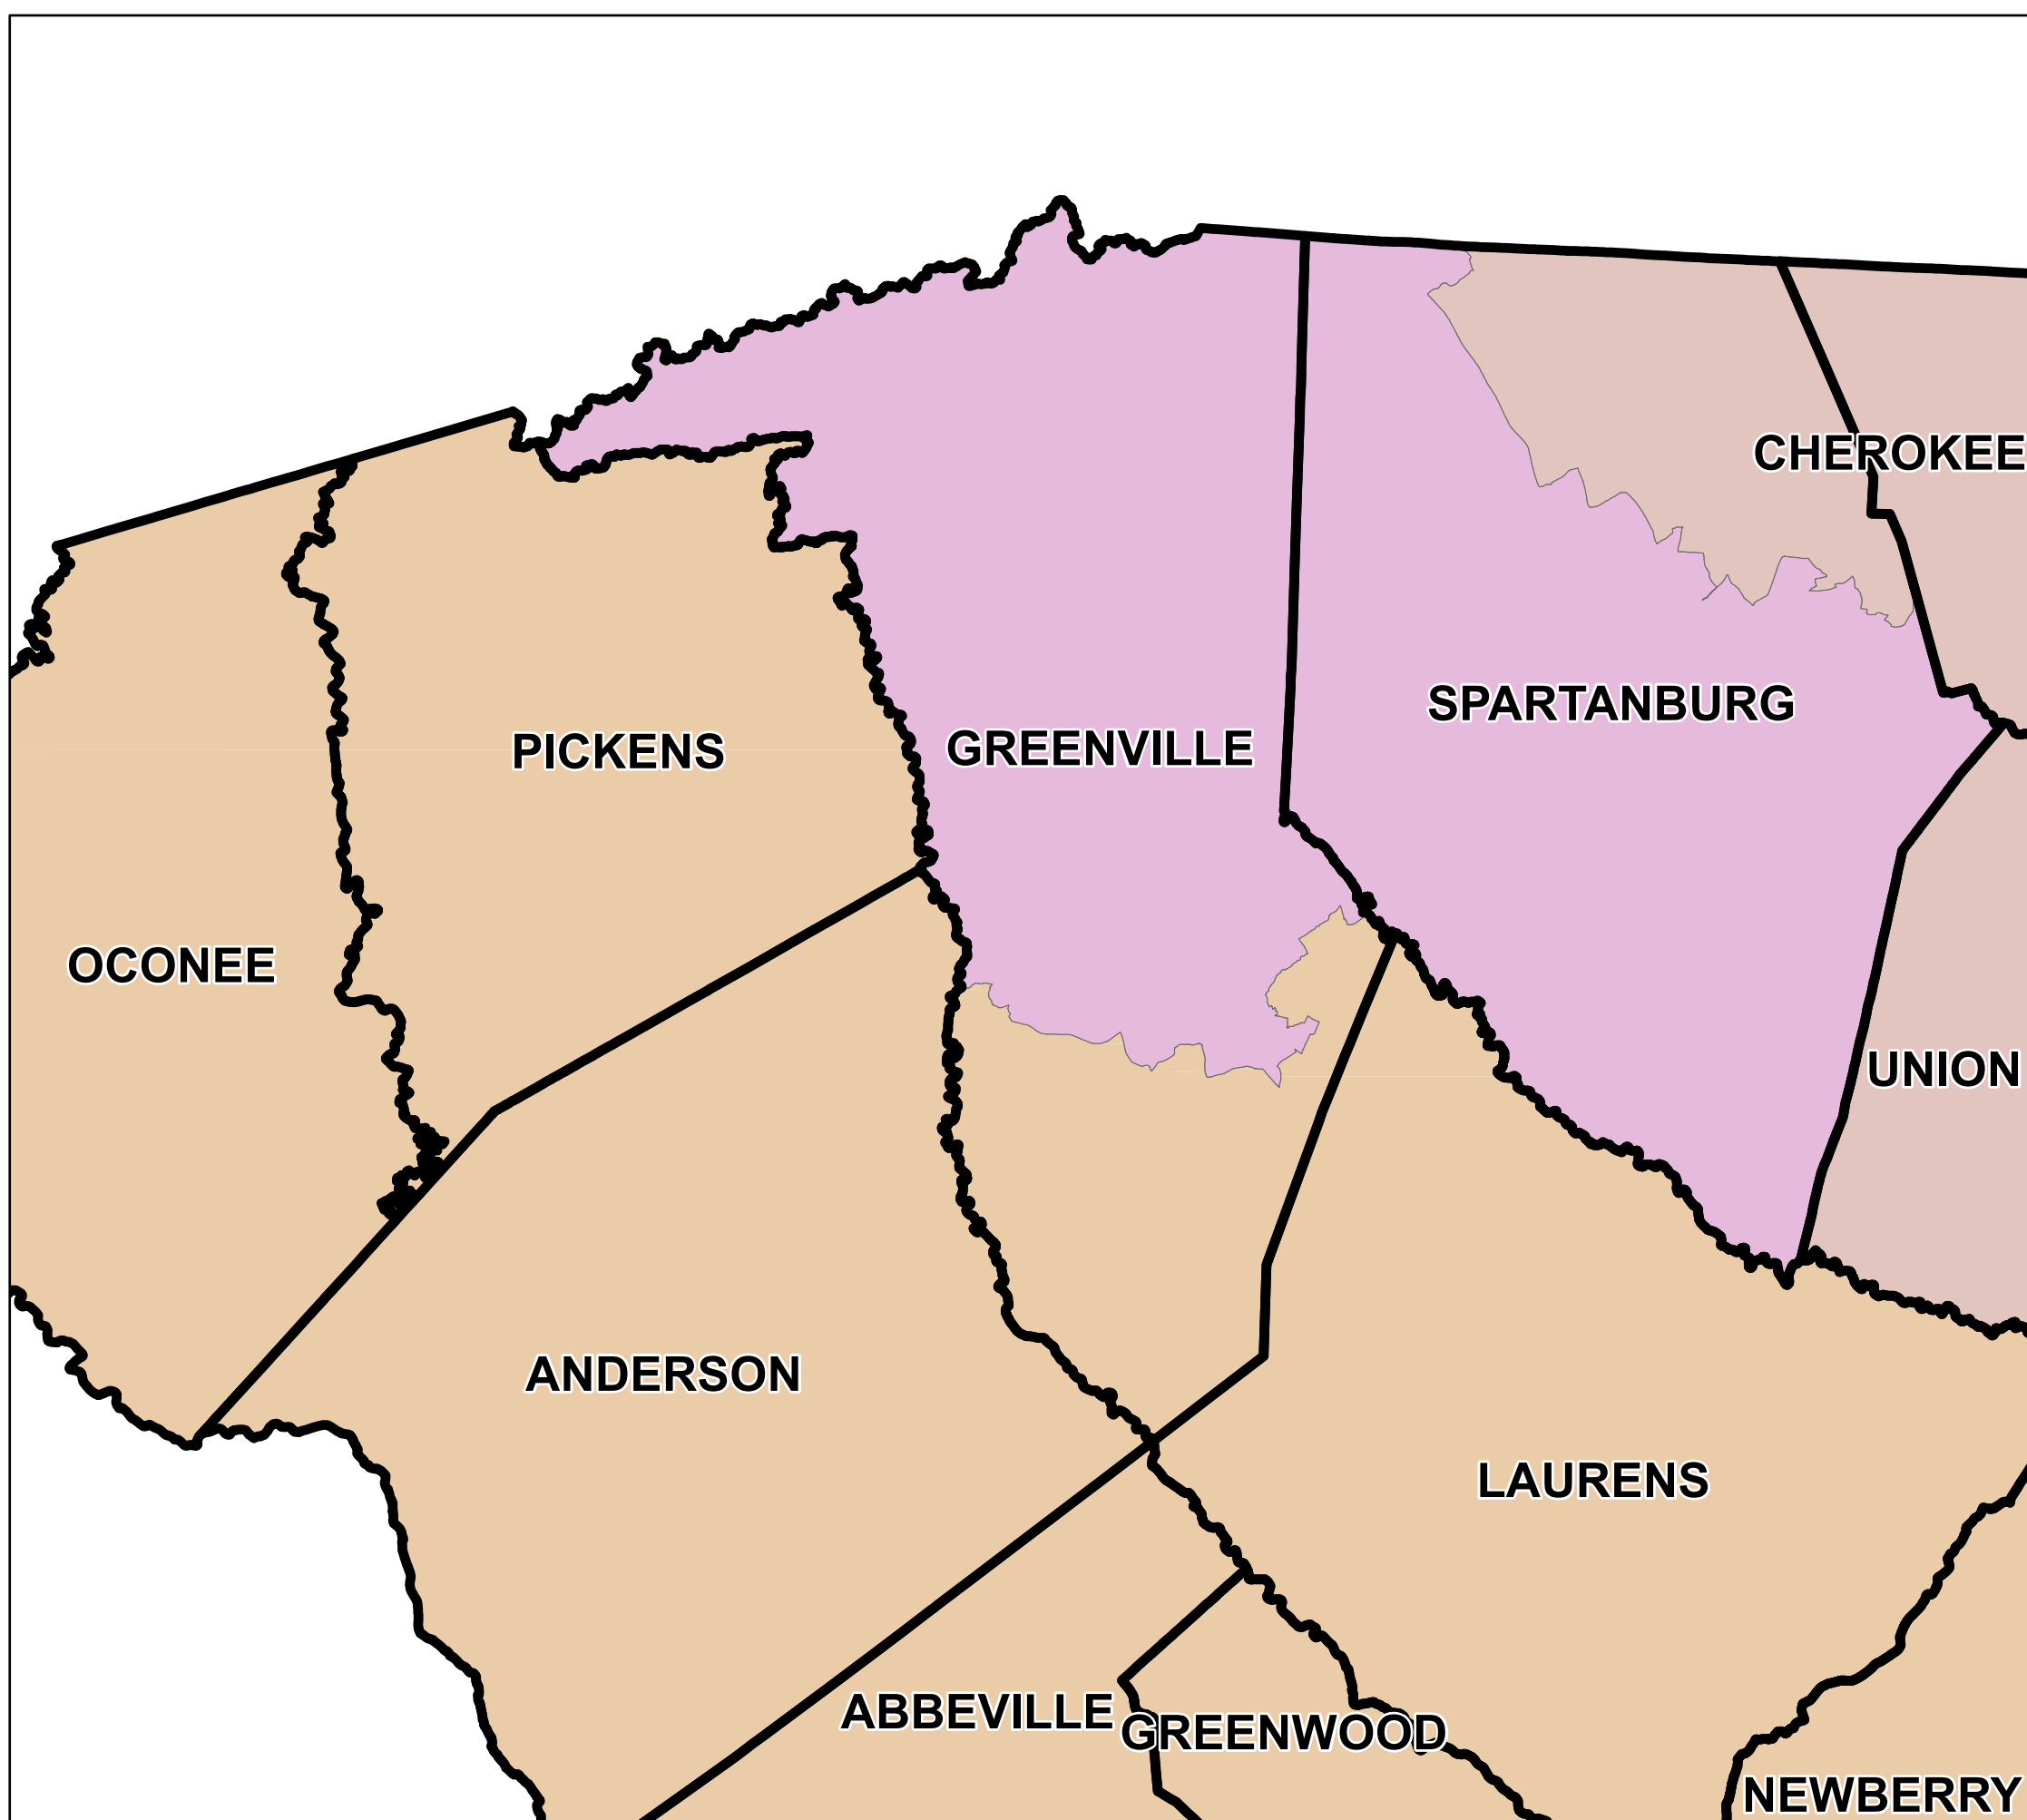 CHEROKEE
SPARTANBURG
PICKENS
GREENVILLE
OCONEE
UNION
ANDERSON
LAURENS
ABBEVILLE
GREENWOOD
NEWBERRY